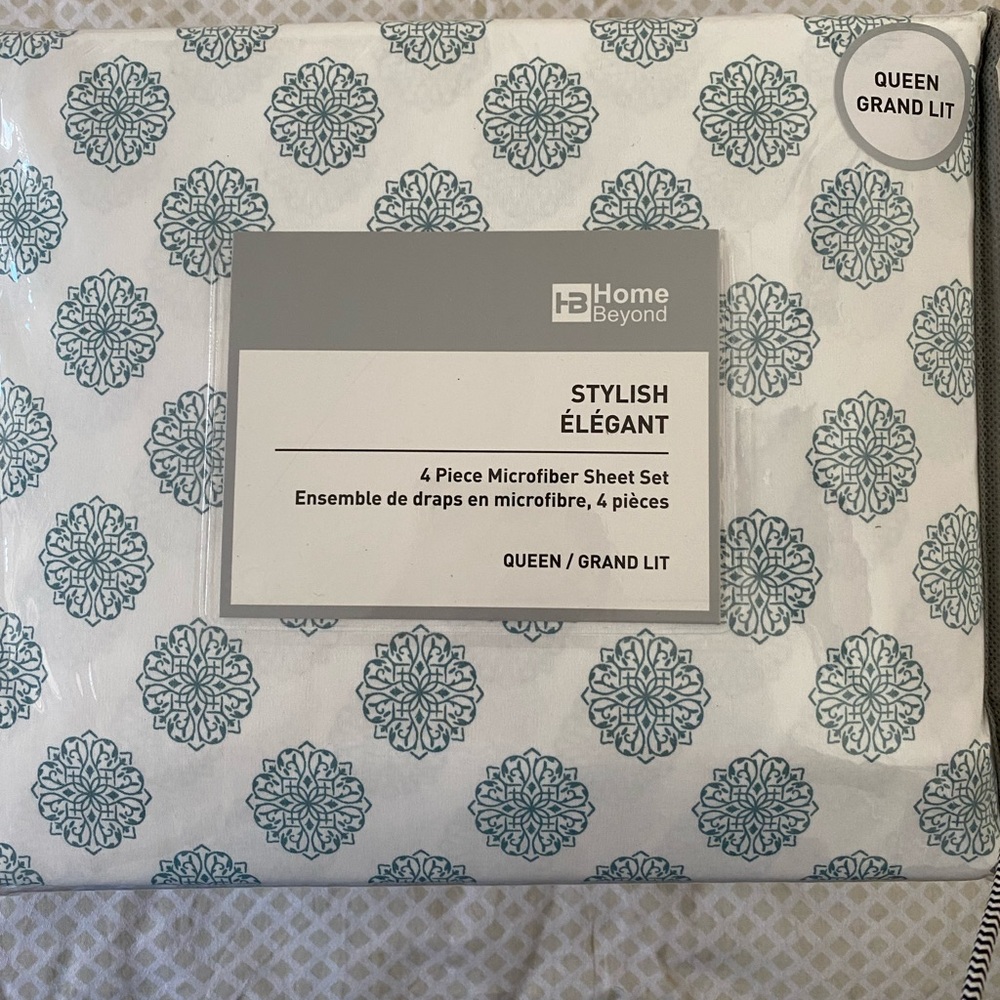 QUEEN
GRAND LIT
HB Home
Beyond
STYLISH
ÉLÉGANT
4 Piece Microfiber Sheet Set
Ensemble de draps en microfibre, 4 pièces
QUEEN / GRAND LIT